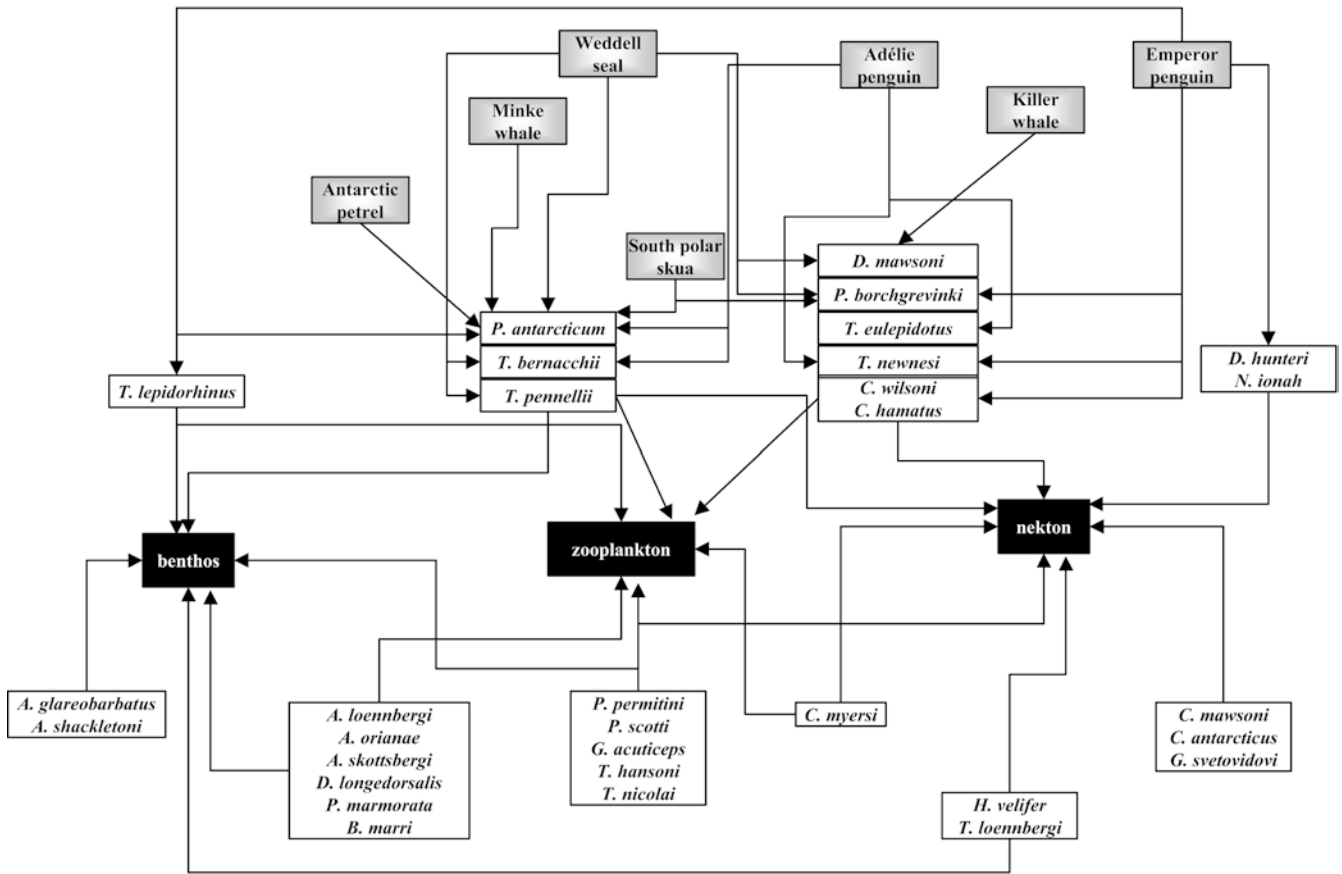 Weddell
seal
Adélie
penguin
Emperor
penguin
Minke
whale
Killer
whale
Antarctic
petrel
South polar
skua
D. mawsoni
P. borchgrevinki
T. eulepidotus
T. newnesi
C. wilsoni
C. hamatus
P. antarcticum
T. bernacchii
T. pennellii
T. lepidorhinus
D. hunteri
N. ionah
benthos
zooplankton
nekton
A. glareobarbatus
A. shackletoni
A. loennbergi
A. orianae
A. skottsbergi
D. longedorsalis
P. marmorata
B. marri
P. permitini
P. scotti
G. acuticeps
T. hansoni
T. nicolai
C. myersi
C. mawsoni
C. antarcticus
G. svetovidovi
H. velifer
T. loennbergi